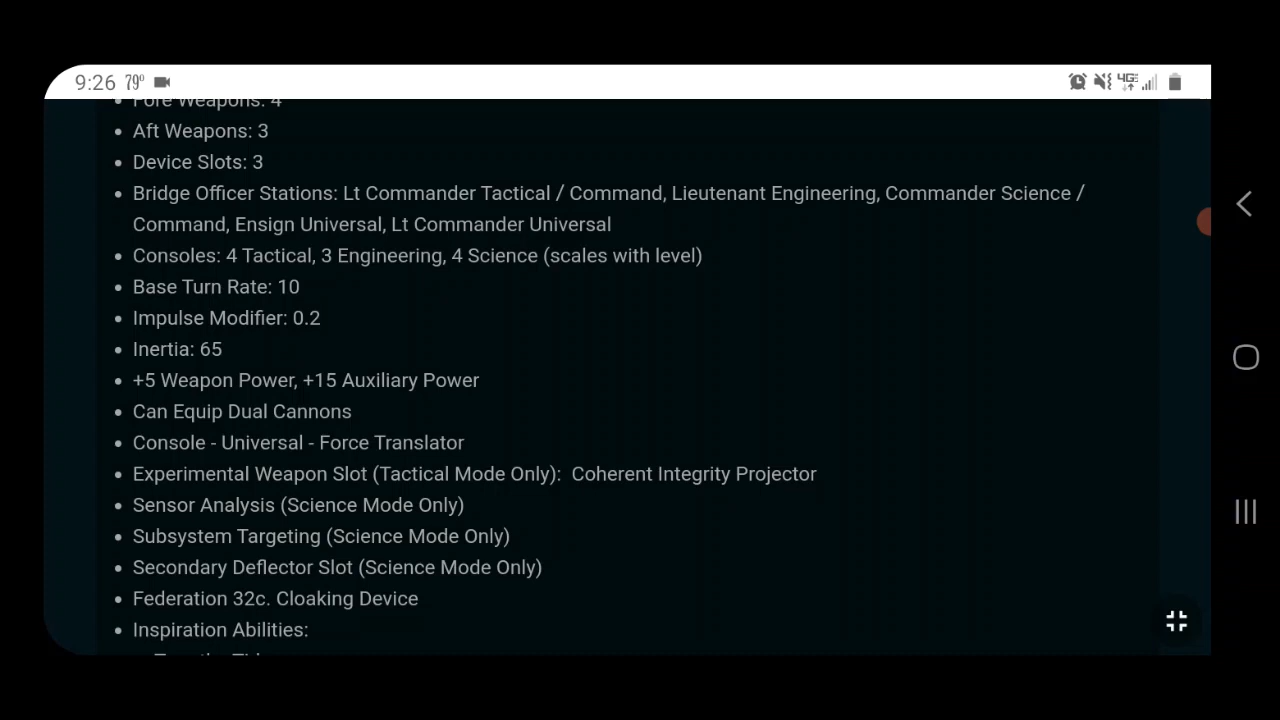 9:26 79°
4GE
Fore Weapons: 4
• Aft Weapons: 3
• Device Slots: 3
• Bridge Officer Stations: Lt Commander Tactical / Command, Lieutenant Engineering, Commander Science /
Command, Ensign Universal, Lt Commander Universal
• Consoles: 4 Tactical, 3 Engineering, 4 Science (scales with level)
• Base Turn Rate: 10
• Impulse Modifier: 0.2
• Inertia: 65
• +5 Weapon Power, +15 Auxiliary Power
• Can Equip Dual Cannons
• Console - Universal - Force Translator
• Experimental Weapon Slot (Tactical Mode Only):  Coherent Integrity Projector
• Sensor Analysis (Science Mode Only)
• Subsystem Targeting (Science Mode Only)
• Secondary Deflector Slot (Science Mode Only)
• Federation 32c. Cloaking Device
• Inspiration Abilities: